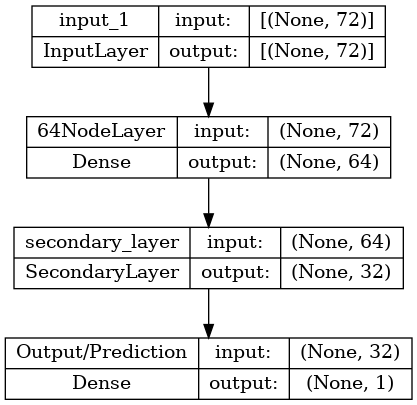 input_1 input: [(None, 72)]
InputLayer output: [(None, 72)]
64NodeLayer input: (None, 72)
Dense output: (None, 64)
secondary_layer input: (None, 64)
SecondaryLayer output: (None, 32)
Output/Prediction input: (None, 32)
Dense output: (None, 1)